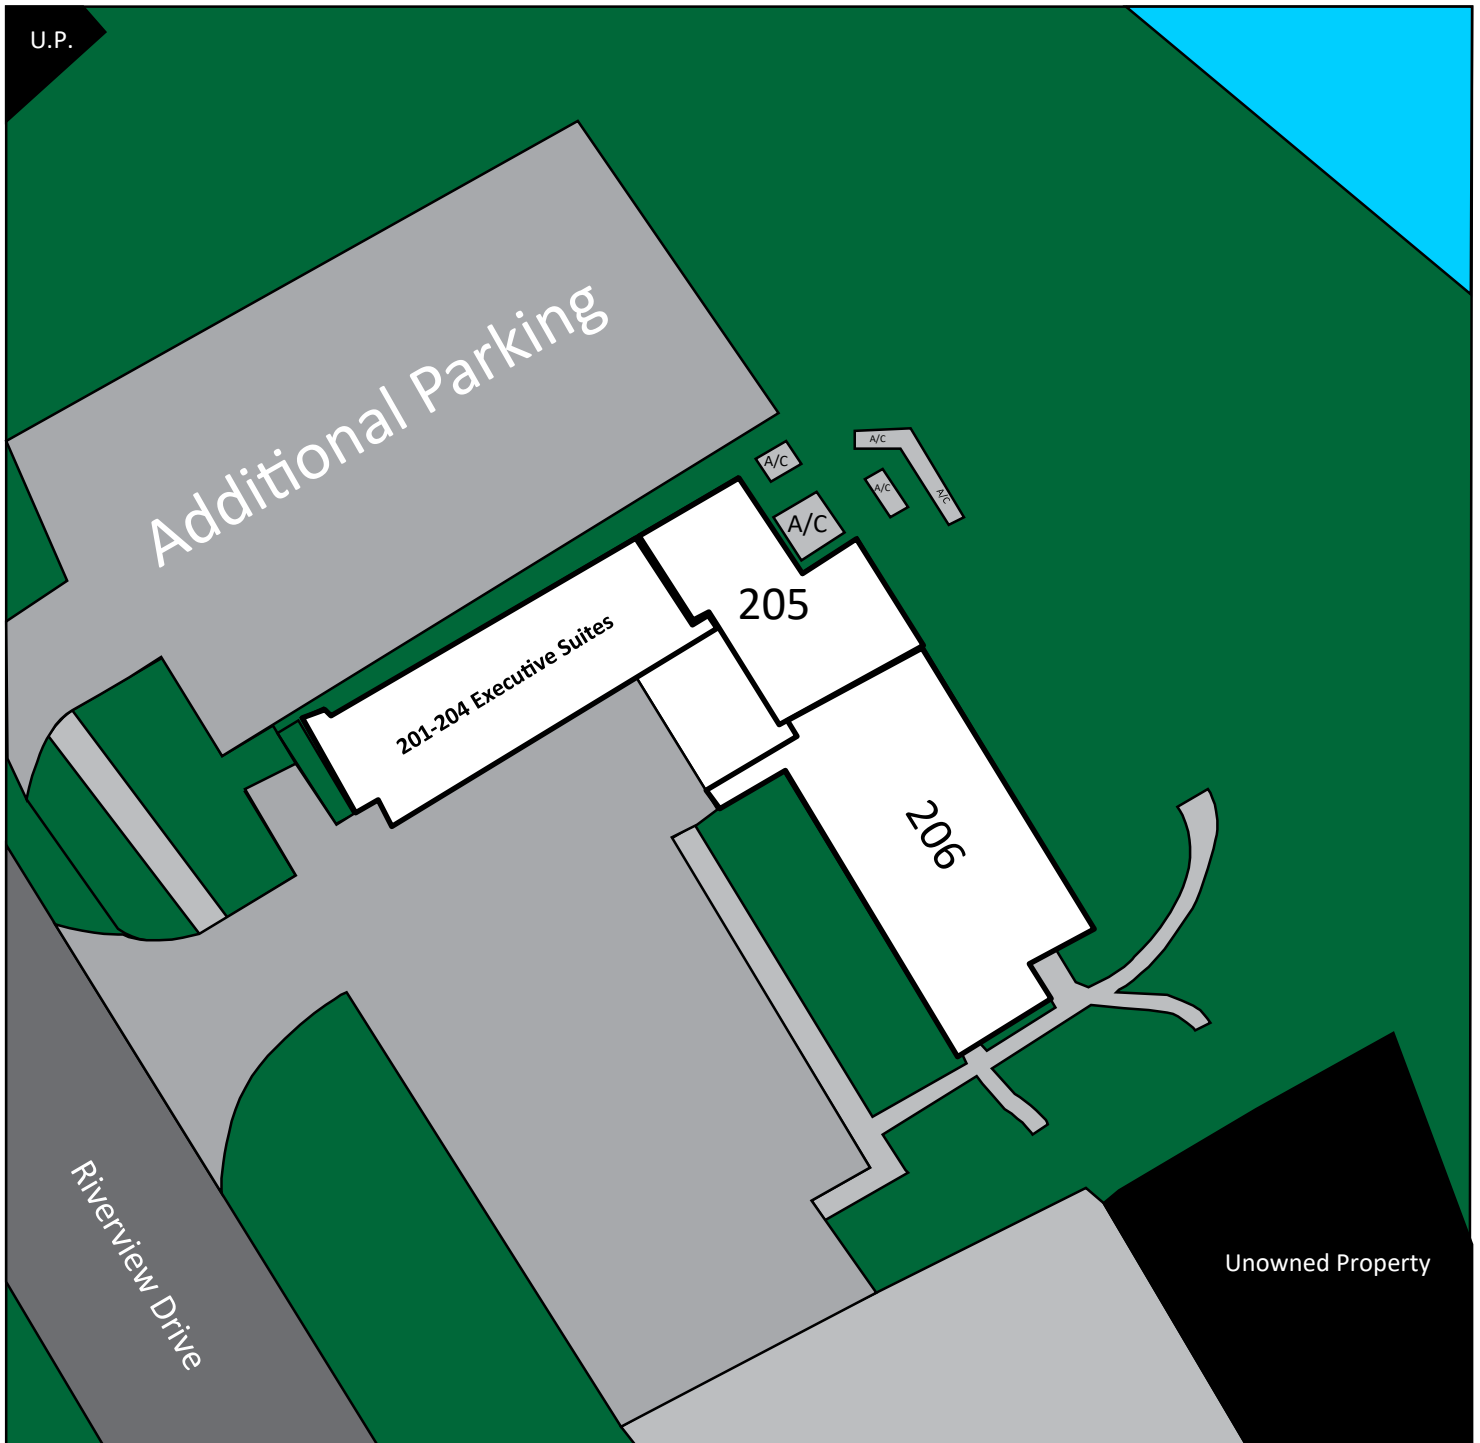 U.P.
Additional Parking
A/C
A/C
A/C
A/C
A/C
205
201-204 Executive Suites
206
Riverview Drive
Unowned Property